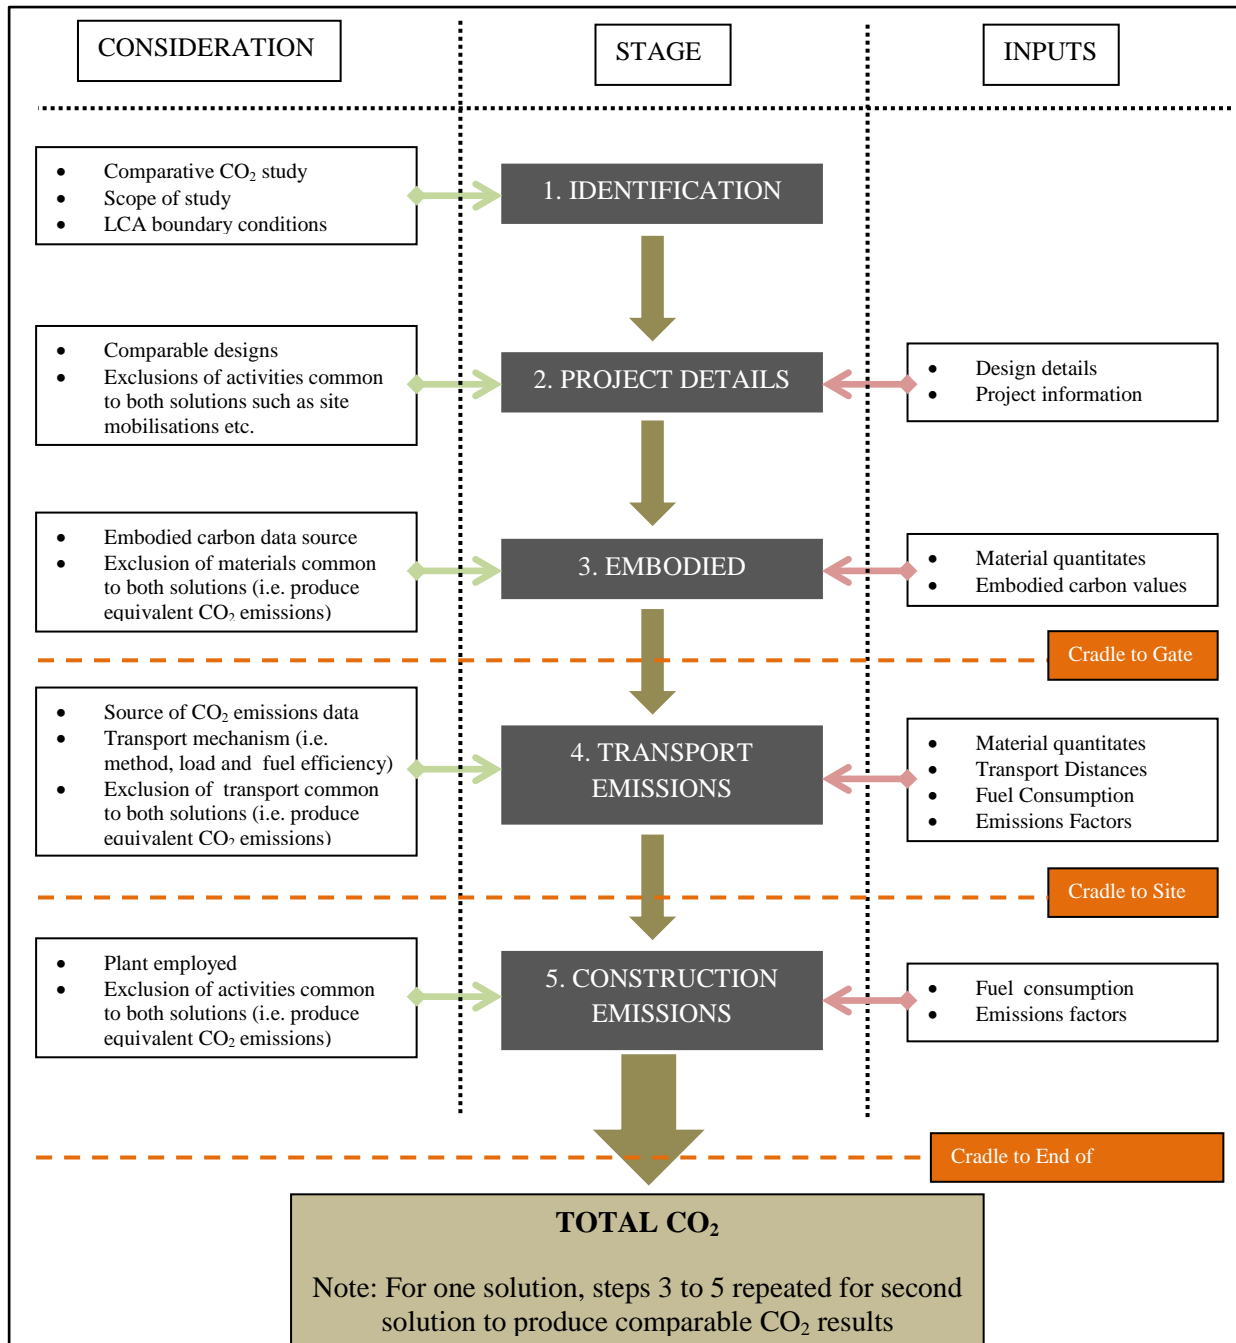 CONSIDERATION
STAGE
INPUTS
• Comparative CO₂ study
• Scope of study
• LCA boundary conditions
1. IDENTIFICATION
• Comparable designs
• Exclusions of activities common
to both solutions such as site
mobilisations etc.
2. PROJECT DETAILS
• Design details
• Project information
• Embodied carbon data source
• Exclusion of materials common
to both solutions (i.e. produce
equivalent CO₂ emissions)
3. EMBODIED
• Material quantitates
• Embodied carbon values
Cradle to Gate
• Source of CO₂ emissions data
• Transport mechanism (i.e.
method, load and fuel efficiency)
• Exclusion of transport common
to both solutions (i.e. produce
equivalent CO₂ emissions)
4. TRANSPORT
EMISSIONS
• Material quantitates
• Transport Distances
• Fuel Consumption
• Emissions Factors
Cradle to Site
• Plant employed
• Exclusion of activities common
to both solutions (i.e. produce
equivalent CO₂ emissions)
5. CONSTRUCTION
EMISSIONS
• Fuel consumption
• Emissions factors
Cradle to End of
TOTAL CO₂
Note: For one solution, steps 3 to 5 repeated for second
solution to produce comparable CO₂ results